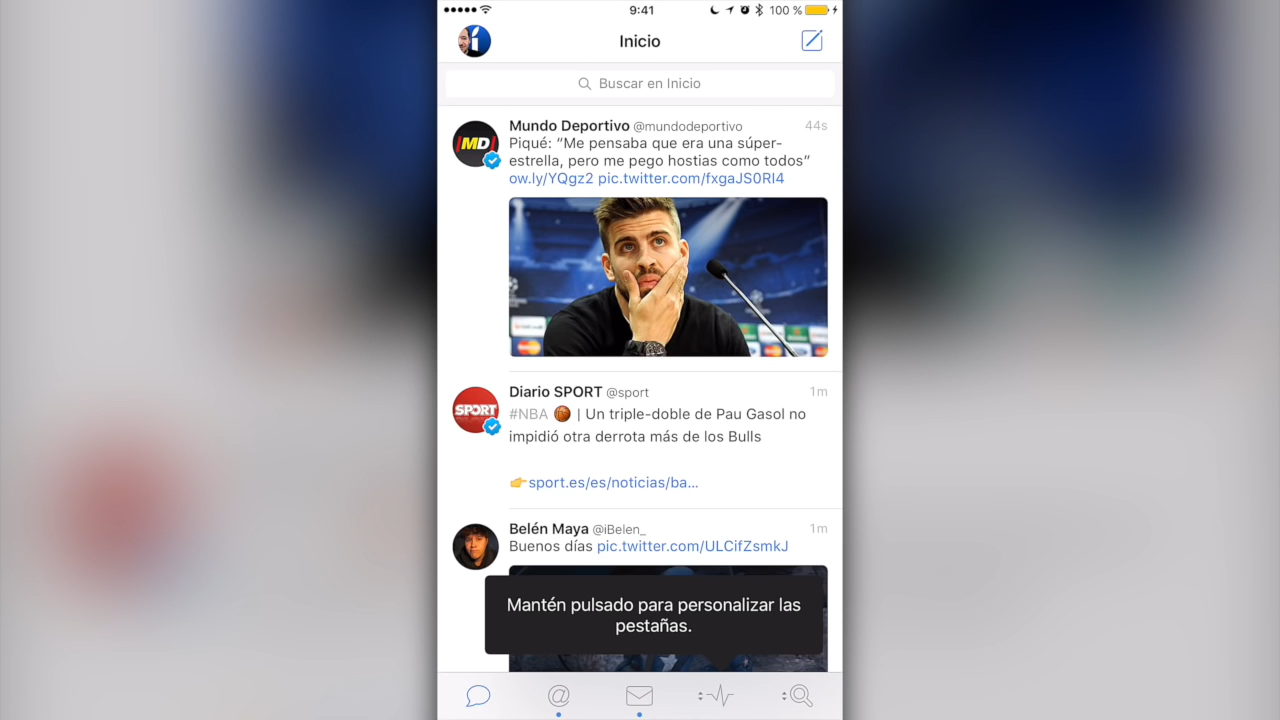 9:41
100 %
Inicio
Buscar en Inicio
Mundo Deportivo @mundodeportivo 44s
MD
Piqué: “Me pensaba que era una súper-
estrella, pero me pego hostias como todos”
ow.ly/YQgz2 pic.twitter.com/fxgaJS0RI4
MasterCard
Diario SPORT @sport 1m
SPORT
#NBA 🏀 | Un triple-doble de Pau Gasol no
impidió otra derrota más de los Bulls
👉sport.es/es/noticias/ba...
Belén Maya @iBelen_ 1m
Buenos días pic.twitter.com/ULCifZsmkJ
Mantén pulsado para personalizar las
pestañas.